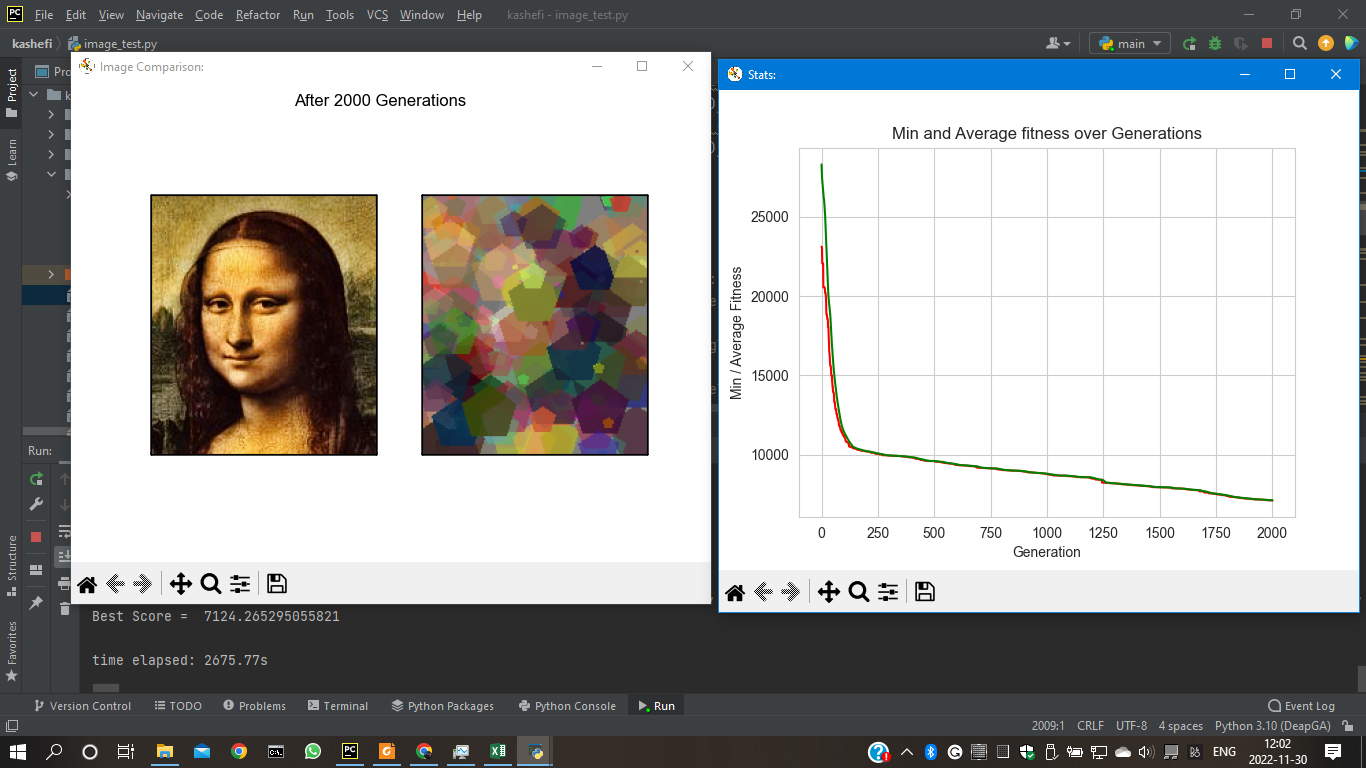 PC File Edit View Navigate Code Refactor Run Tools VCS Window Help kashefi - image_test.py
kashefi image_test.py main
Project
Learn
Structure
Favorites
Image Comparison:
After 2000 Generations
Stats:
Min and Average fitness over Generations
Min / Average Fitness
25000
20000
15000
10000
0 250 500 750 1000 1250 1500 1750 2000
Generation
Run:
Best Score = 7124.265295055821
time elapsed: 2675.77s
Version Control TODO Problems Terminal Python Packages Python Console Run Event Log
2009:1 CRLF UTF-8 4 spaces Python 3.10 (DeapGA)
ENG 12:02
2022-11-30